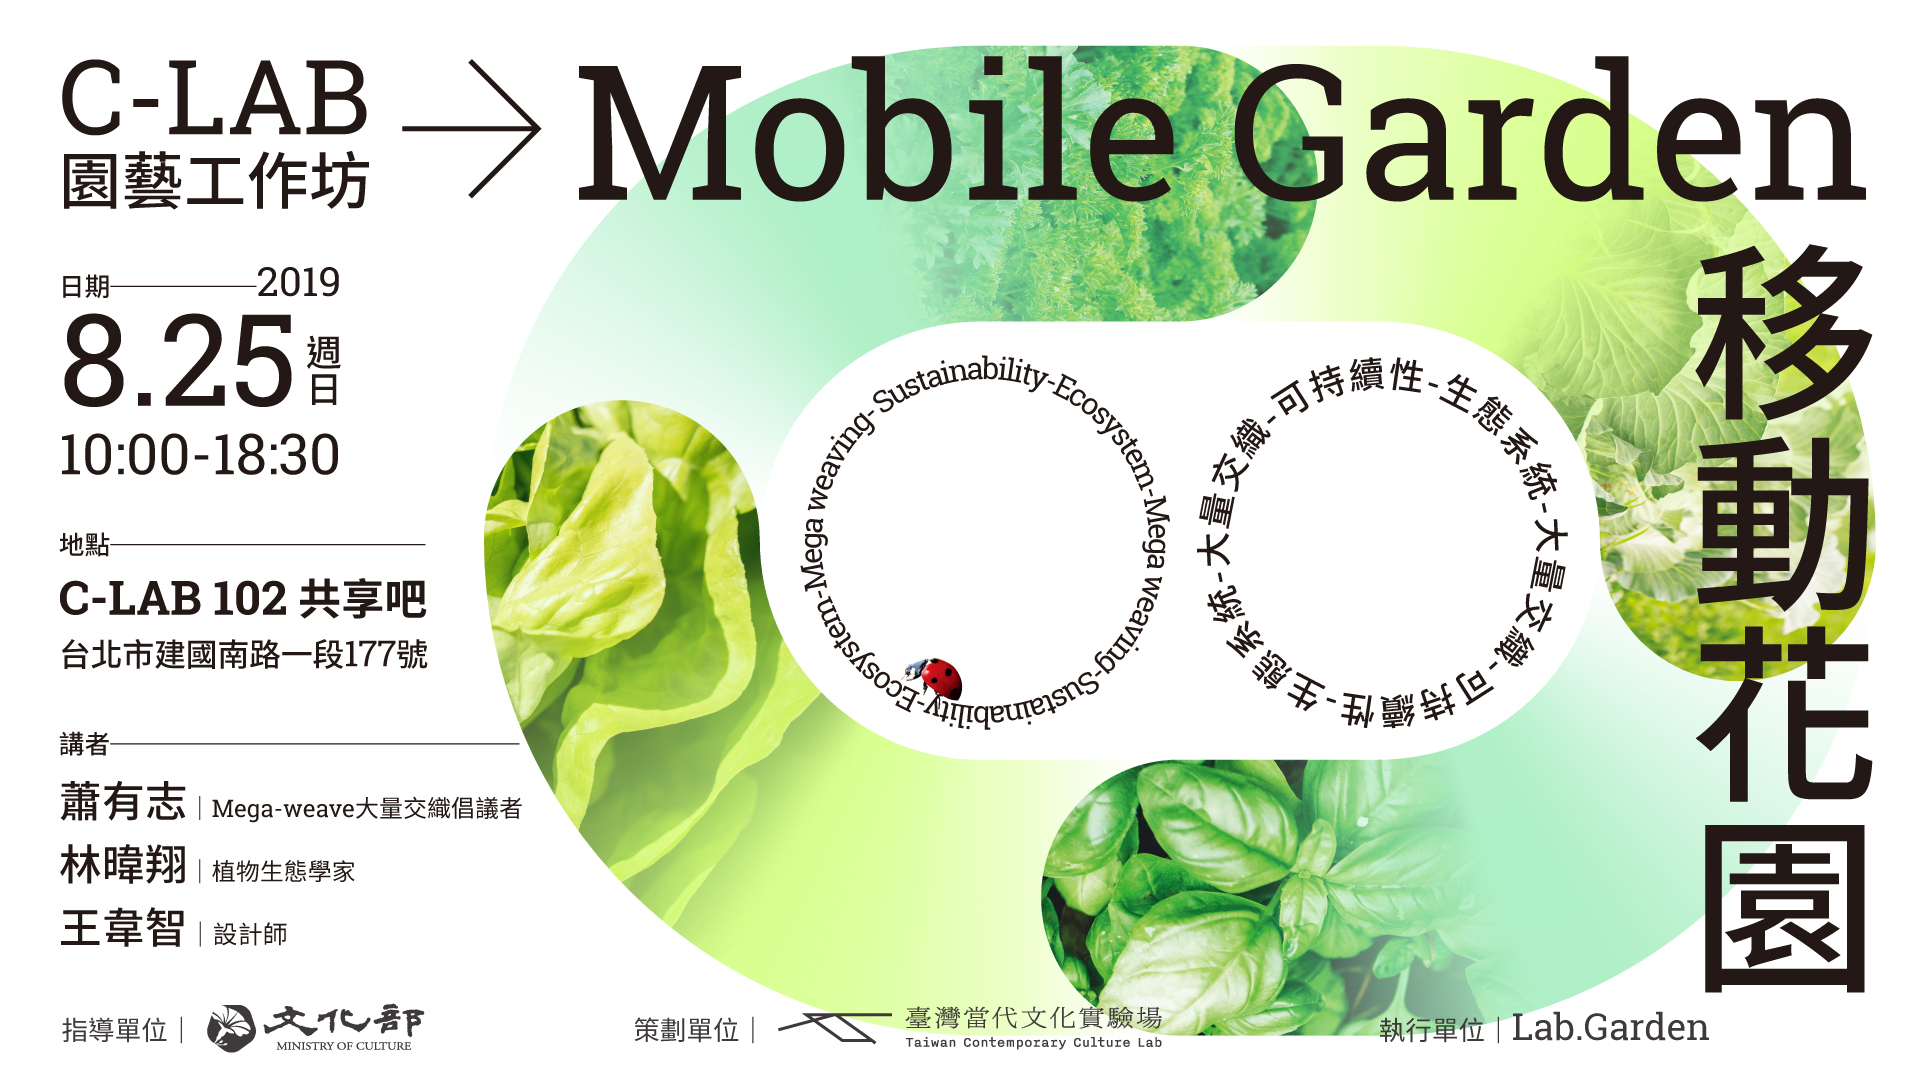 C-LAB
園藝工作坊
Mobile Garden
移動花園
日期 2019
8.25 週日
10:00-18:30
地點
C-LAB 102 共享吧
台北市建國南路一段177號
講者
蕭有志｜Mega-weave大量交織倡議者
林暐翔｜植物生態學家
王韋智｜設計師
Sustainability-Ecosystem-Mega weaving-Sustainability-Ecosystem-Mega weaving-
可持續性-生態系統-大量交織-可持續性-生態系統-大量交織-
指導單位｜文化部
MINISTRY OF CULTURE
策劃單位｜臺灣當代文化實驗場
Taiwan Contemporary Culture Lab
執行單位｜Lab.Garden